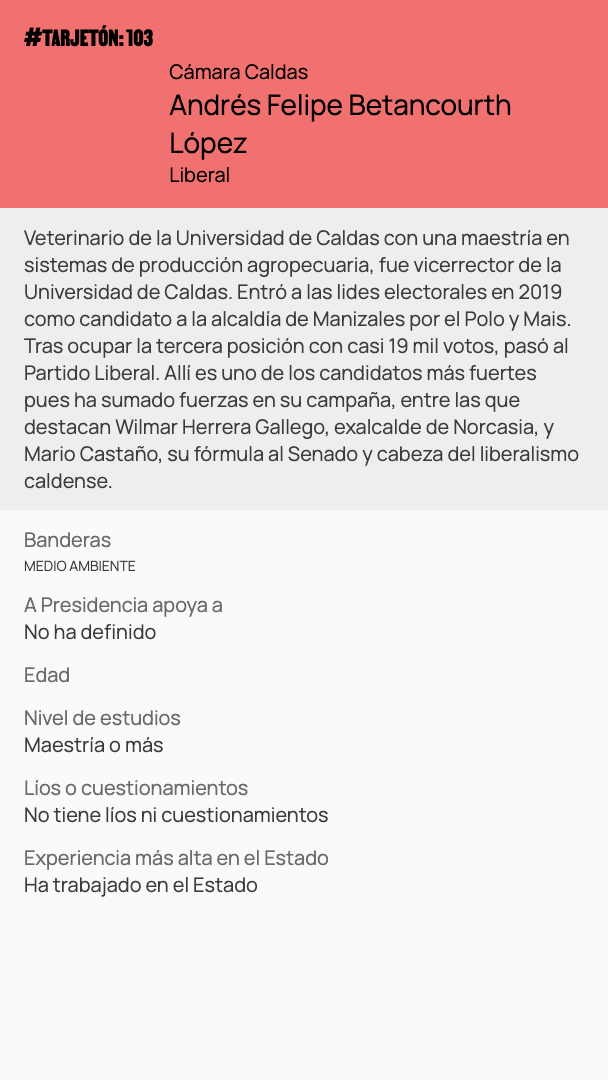 #TARJETÓN: 103
Cámara Caldas
Andrés Felipe Betancourth
López
Liberal
Veterinario de la Universidad de Caldas con una maestría en
sistemas de producción agropecuaria, fue vicerrector de la
Universidad de Caldas. Entró a las lides electorales en 2019
como candidato a la alcaldía de Manizales por el Polo y Mais.
Tras ocupar la tercera posición con casi 19 mil votos, pasó al
Partido Liberal. Allí es uno de los candidatos más fuertes
pues ha sumado fuerzas en su campaña, entre las que
destacan Wilmar Herrera Gallego, exalcalde de Norcasia, y
Mario Castaño, su fórmula al Senado y cabeza del liberalismo
caldense.
Banderas
MEDIO AMBIENTE
A Presidencia apoya a
No ha definido
Edad
Nivel de estudios
Maestría o más
Líos o cuestionamientos
No tiene líos ni cuestionamientos
Experiencia más alta en el Estado
Ha trabajado en el Estado